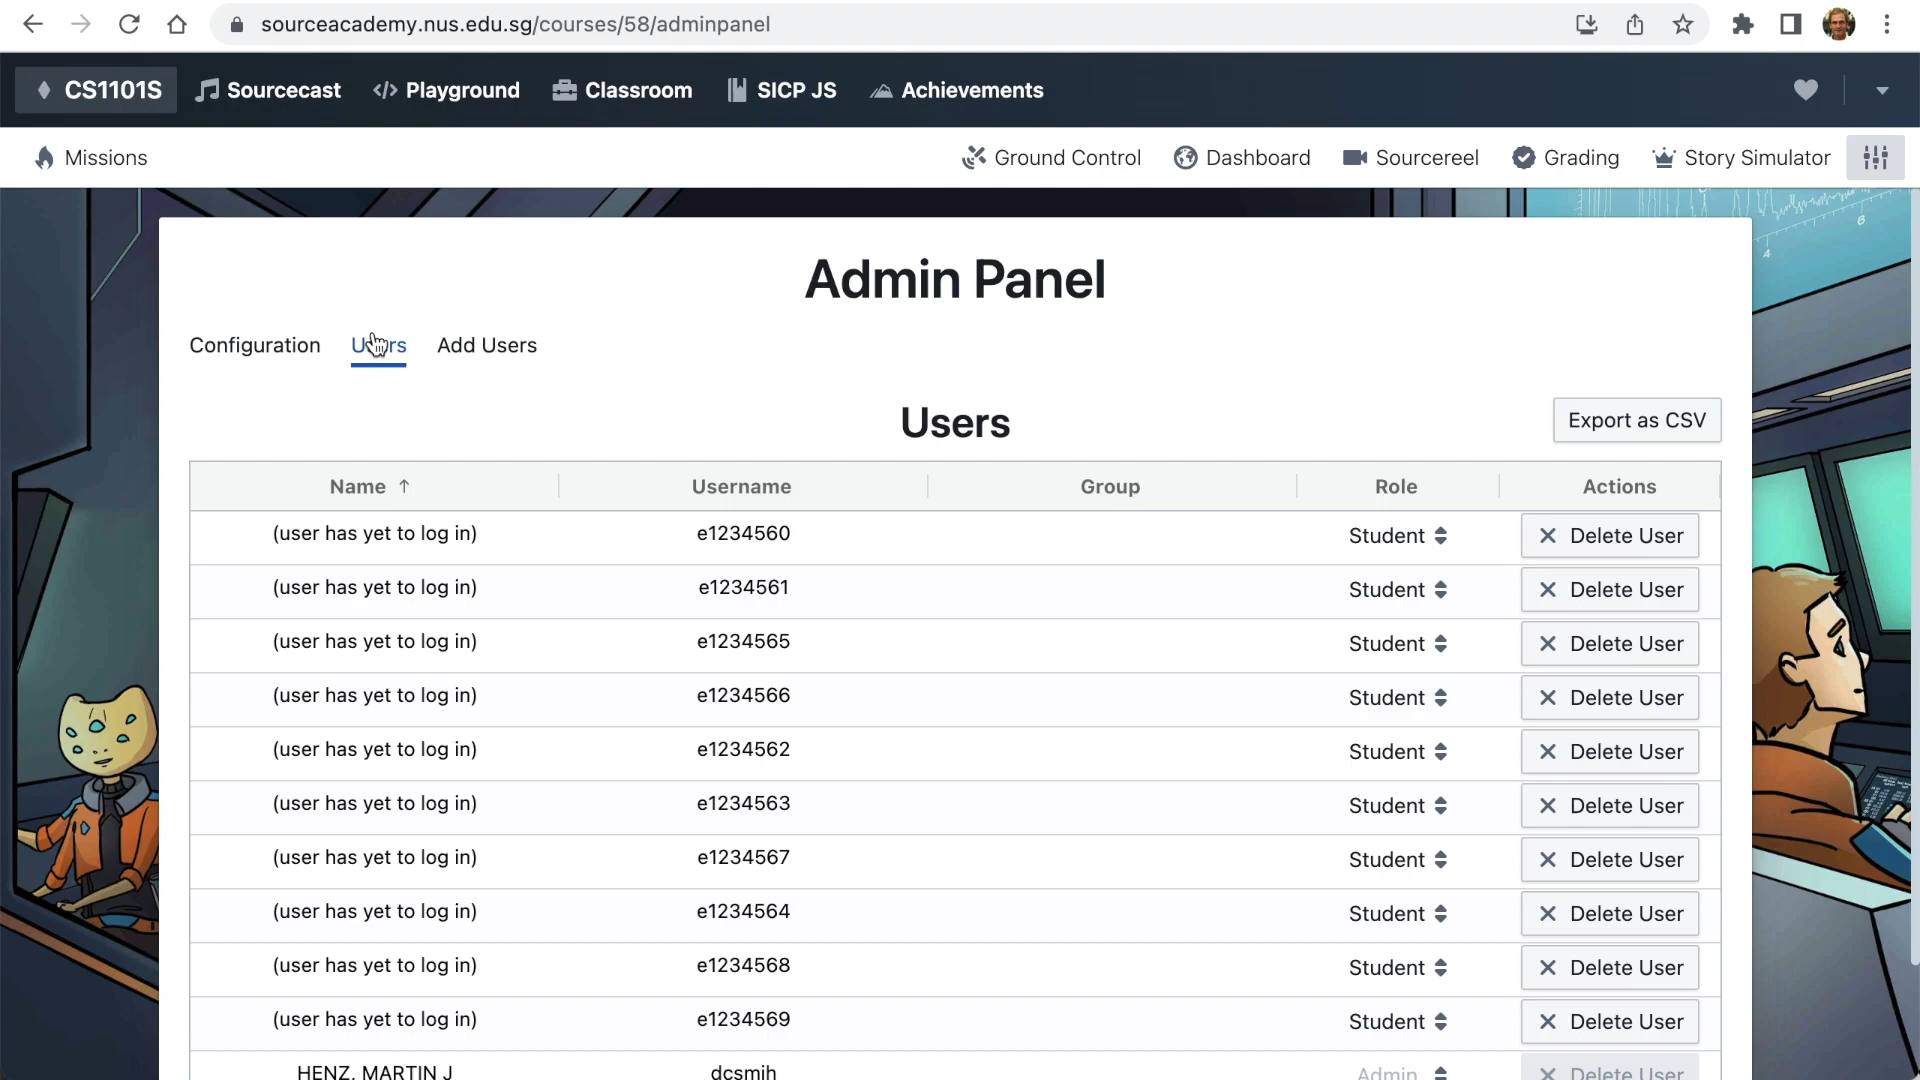 sourceacademy.nus.edu.sg/courses/58/adminpanel
CS1101S Sourcecast </> Playground Classroom SICP JS Achievements
Missions Ground Control Dashboard Sourcereel Grading Story Simulator
Admin Panel
Configuration Users Add Users
Users Export as CSV
Name ↑ Username Group Role Actions
(user has yet to log in) e1234560 Student Delete User
(user has yet to log in) e1234561 Student Delete User
(user has yet to log in) e1234565 Student Delete User
(user has yet to log in) e1234566 Student Delete User
(user has yet to log in) e1234562 Student Delete User
(user has yet to log in) e1234563 Student Delete User
(user has yet to log in) e1234567 Student Delete User
(user has yet to log in) e1234564 Student Delete User
(user has yet to log in) e1234568 Student Delete User
(user has yet to log in) e1234569 Student Delete User
HENZ, MARTIN J dcsmjh Admin Delete User
6
4